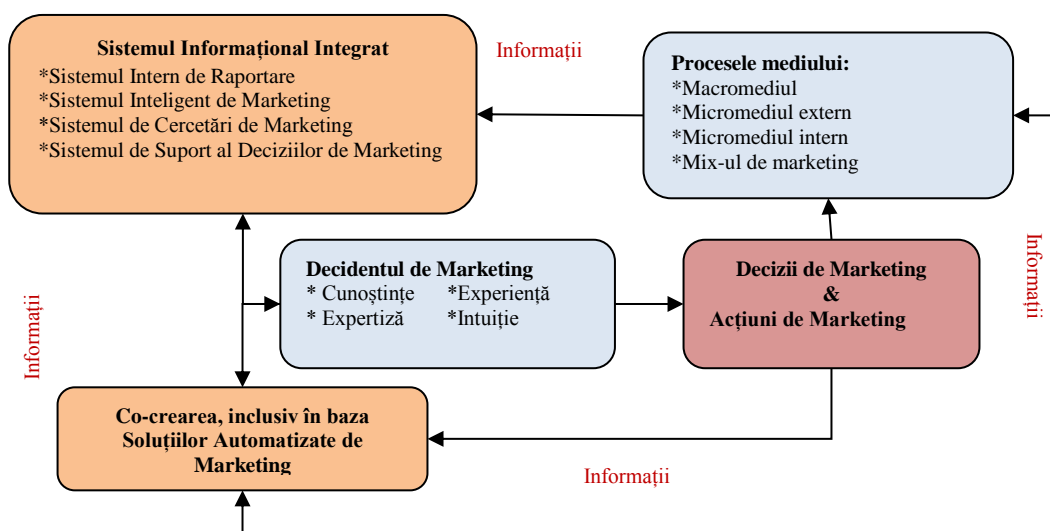 Sistemul Informațional Integrat
*Sistemul Intern de Raportare
*Sistemul Inteligent de Marketing
*Sistemul de Cercetări de Marketing
*Sistemul de Suport al Deciziilor de Marketing
Informații
Procesele mediului:
*Macromediul
*Micromediul extern
*Micromediul intern
*Mix-ul de marketing
Informații
Decidentul de Marketing
* Cunoștințe *Experiență
* Expertiză *Intuiție
Decizii de Marketing
&
Acțiuni de Marketing
Informații
Co-crearea, inclusiv în baza
Soluțiilor Automatizate de
Marketing
Informații